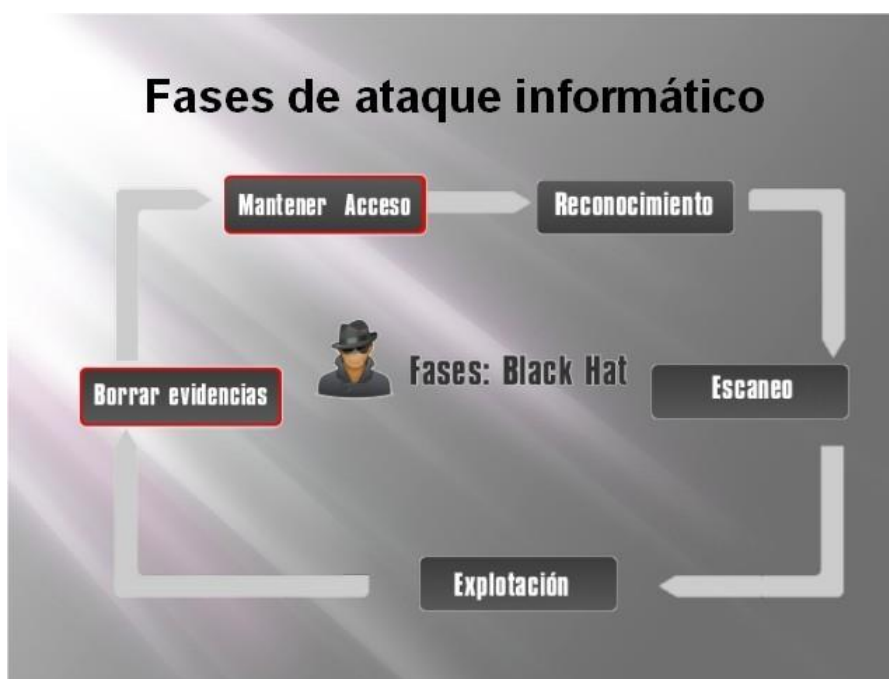 Fases de ataque informático
Mantener Acceso
Reconocimiento
Fases: Black Hat
Borrar evidencias
Escaneo
Explotación